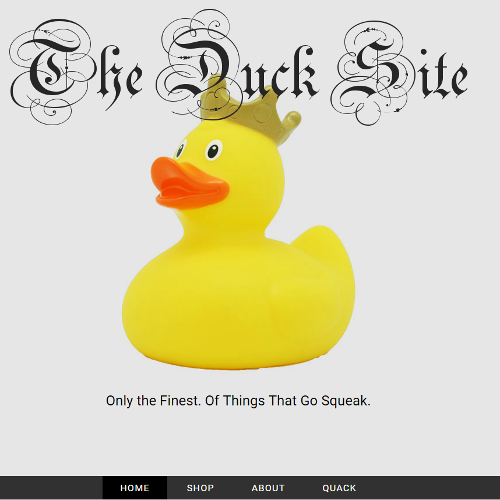 The Duck Site
Only the Finest. Of Things That Go Squeak.
HOME SHOP ABOUT QUACK